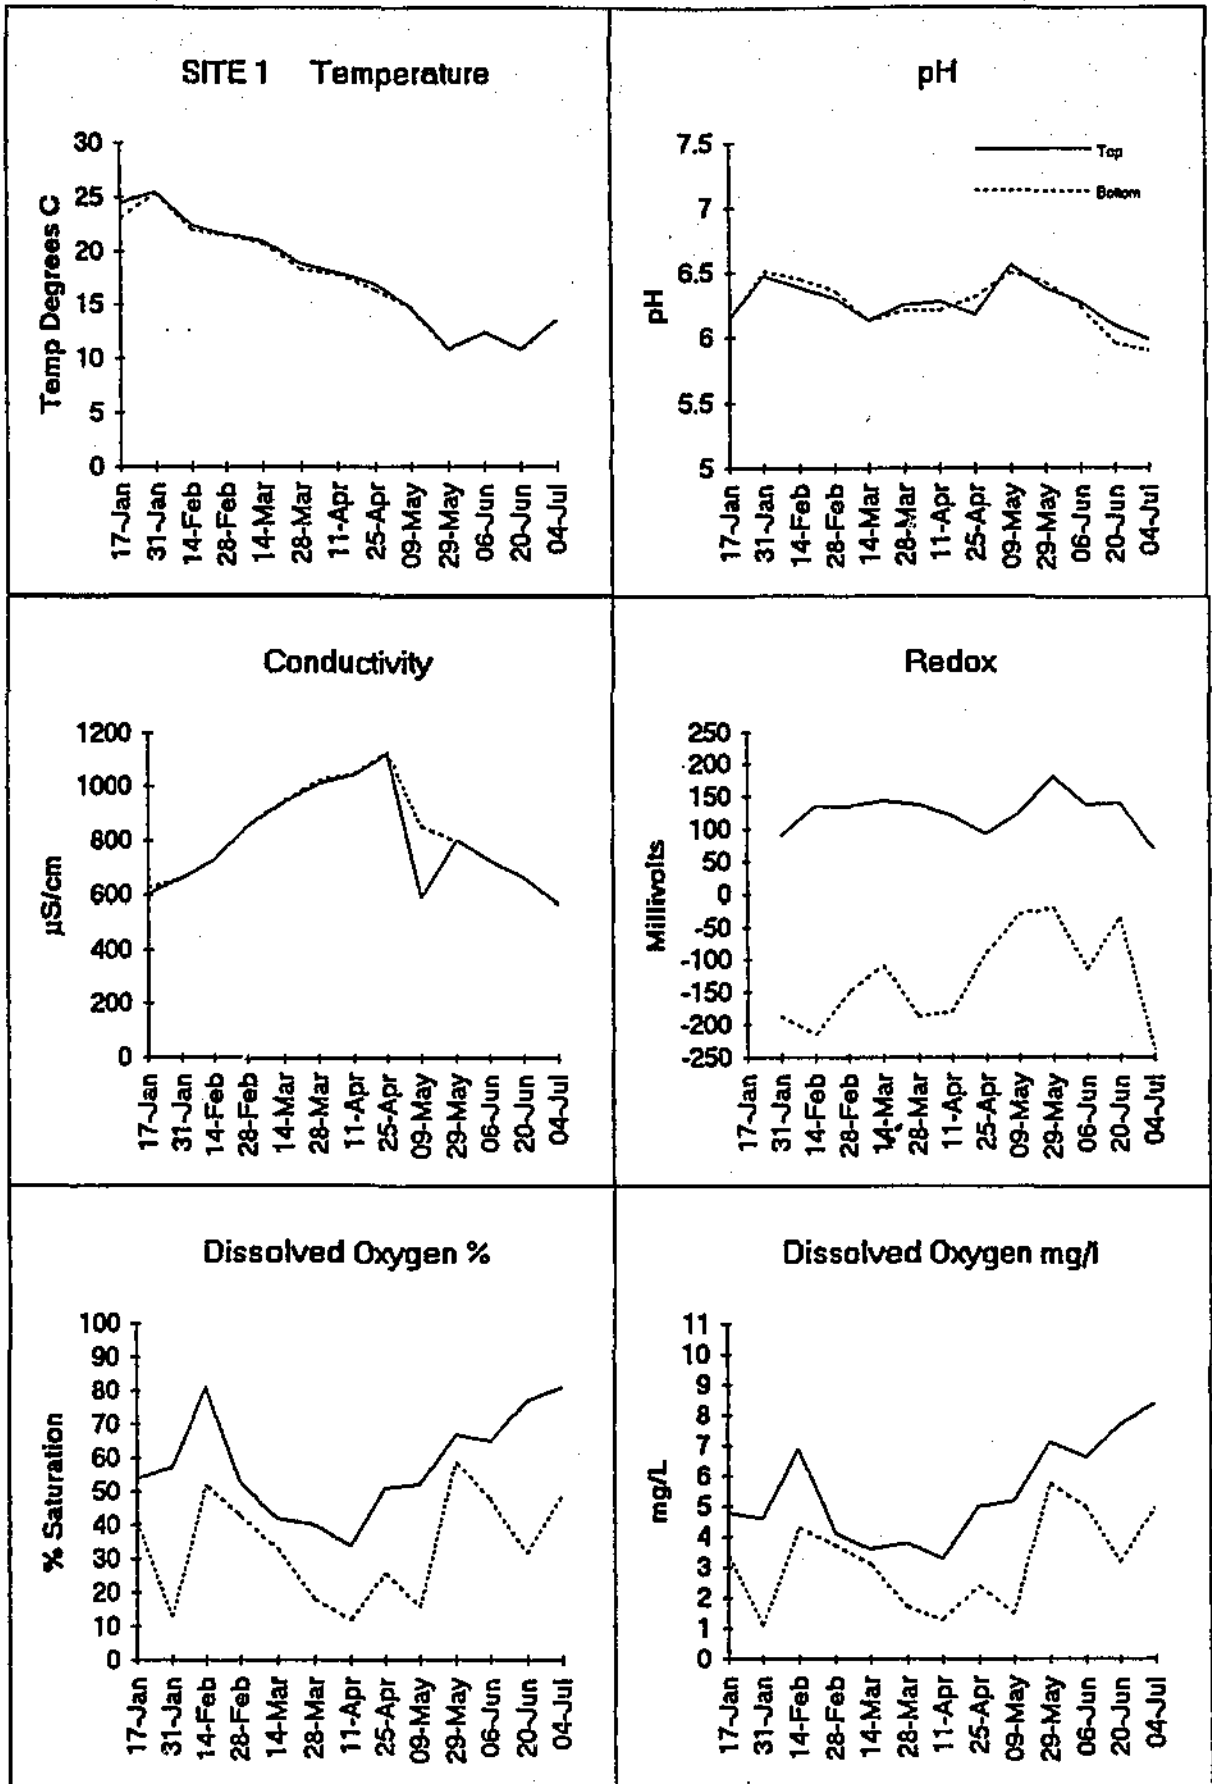 SITE 1 Temperature
Temp Degrees C
30
25
20
15
10
5
0
17-Jan
31-Jan
14-Feb
28-Feb
14-Mar
28-Mar
11-Apr
25-Apr
09-May
29-May
06-Jun
20-Jun
04-Jul
pH
Top
Bottom
pH
7.5
7
6.5
6
5.5
5
17-Jan
31-Jan
14-Feb
28-Feb
14-Mar
28-Mar
11-Apr
25-Apr
09-May
29-May
06-Jun
20-Jun
04-Jul
Conductivity
µS/cm
1200
1000
800
600
400
200
0
17-Jan
31-Jan
14-Feb
28-Feb
14-Mar
28-Mar
11-Apr
25-Apr
09-May
29-May
06-Jun
20-Jun
04-Jul
Redox
Millivolts
250
200
150
100
50
0
-50
-100
-150
-200
-250
17-Jan
31-Jan
14-Feb
28-Feb
14-Mar
28-Mar
11-Apr
25-Apr
09-May
29-May
06-Jun
20-Jun
04-Jul
Dissolved Oxygen %
% Saturation
100
90
80
70
60
50
40
30
20
10
0
17-Jan
31-Jan
14-Feb
28-Feb
14-Mar
28-Mar
11-Apr
25-Apr
09-May
29-May
06-Jun
20-Jun
04-Jul
Dissolved Oxygen mg/l
mg/L
11
10
9
8
7
6
5
4
3
2
1
0
17-Jan
31-Jan
14-Feb
28-Feb
14-Mar
28-Mar
11-Apr
25-Apr
09-May
29-May
06-Jun
20-Jun
04-Jul